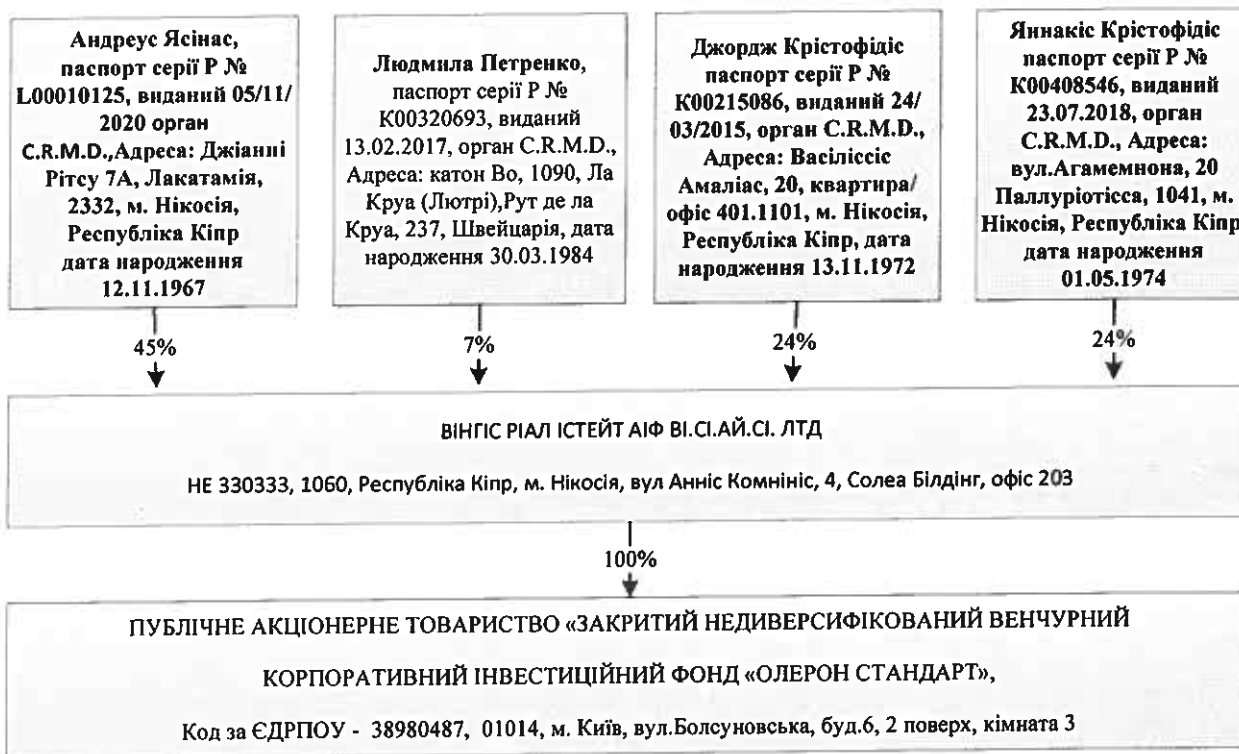 Андреус Ясінас,
паспорт серії Р №
L00010125, виданий 05/11/
2020 орган
C.R.M.D.,Адреса: Джіанні
Рітсу 7А, Лакатамія,
2332, м. Нікосія,
Республіка Кіпр
дата народження
12.11.1967
Людмила Петренко,
паспорт серії Р №
К00320693, виданий
13.02.2017, орган C.R.M.D.,
Адреса: катон Во, 1090, Ла
Круа (Лютрі),Рут де ла
Круа, 237, Швейцарія, дата
народження 30.03.1984
Джордж Крістофідіс
паспорт серії Р №
К00215086, виданий 24/
03/2015, орган C.R.M.D.,
Адреса: Васіліссіс
Амаліас, 20, квартира/
офіс 401.1101, м. Нікосія,
Республіка Кіпр, дата
народження 13.11.1972
Яннакіс Крістофідіс
паспорт серії Р №
К00408546, виданий
23.07.2018, орган
C.R.M.D., Адреса:
вул.Агамемнона, 20
Паллуріотісса, 1041, м.
Нікосія, Республіка Кіпр
дата народження
01.05.1974
45%
7%
24%
24%
ВІНГІС РІАЛ ІСТЕЙТ АІФ ВІ.СІ.АЙ.СІ. ЛТД
НЕ 330333, 1060, Республіка Кіпр, м. Нікосія, вул Анніс Комнініс, 4, Солеа Білдінг, офіс 203
100%
ПУБЛІЧНЕ АКЦІОНЕРНЕ ТОВАРИСТВО «ЗАКРИТИЙ НЕДИВЕРСИФІКОВАНИЙ ВЕНЧУРНИЙ
КОРПОРАТИВНИЙ ІНВЕСТИЦІЙНИЙ ФОНД «ОЛЕРОН СТАНДАРТ»,
Код за ЄДРПОУ - 38980487, 01014, м. Київ, вул.Болсуновська, буд.6, 2 поверх, кімната 3